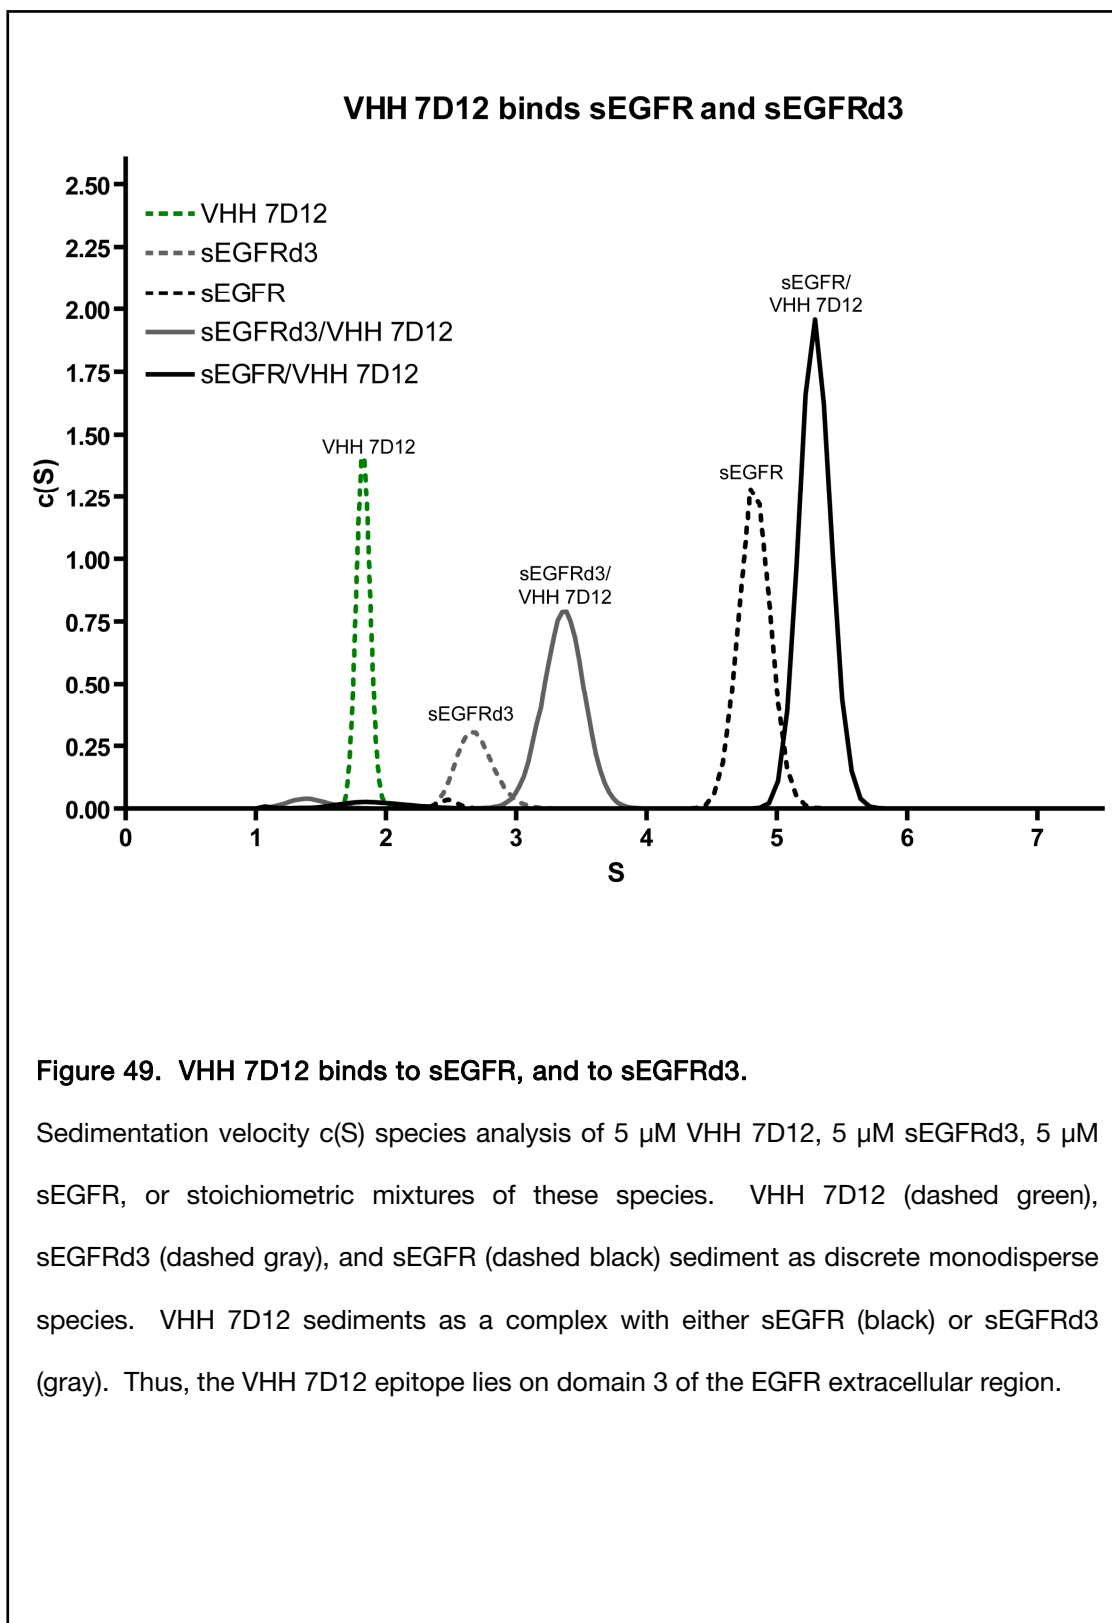 VHH 7D12 binds sEGFR and sEGFRd3
2.50
2.25
2.00
1.75
1.50
1.25
1.00
0.75
0.50
0.25
0.00
c(S)
VHH 7D12
sEGFRd3
sEGFR
sEGFRd3/VHH 7D12
sEGFR/VHH 7D12
VHH 7D12
sEGFRd3
sEGFRd3/
VHH 7D12
sEGFR
sEGFR/
VHH 7D12
0 1 2 3 4 5 6 7
S
Figure 49. VHH 7D12 binds to sEGFR, and to sEGFRd3.
Sedimentation velocity c(S) species analysis of 5 μM VHH 7D12, 5 μM sEGFRd3, 5 μM
sEGFR, or stoichiometric mixtures of these species. VHH 7D12 (dashed green),
sEGFRd3 (dashed gray), and sEGFR (dashed black) sediment as discrete monodisperse
species. VHH 7D12 sediments as a complex with either sEGFR (black) or sEGFRd3
(gray). Thus, the VHH 7D12 epitope lies on domain 3 of the EGFR extracellular region.